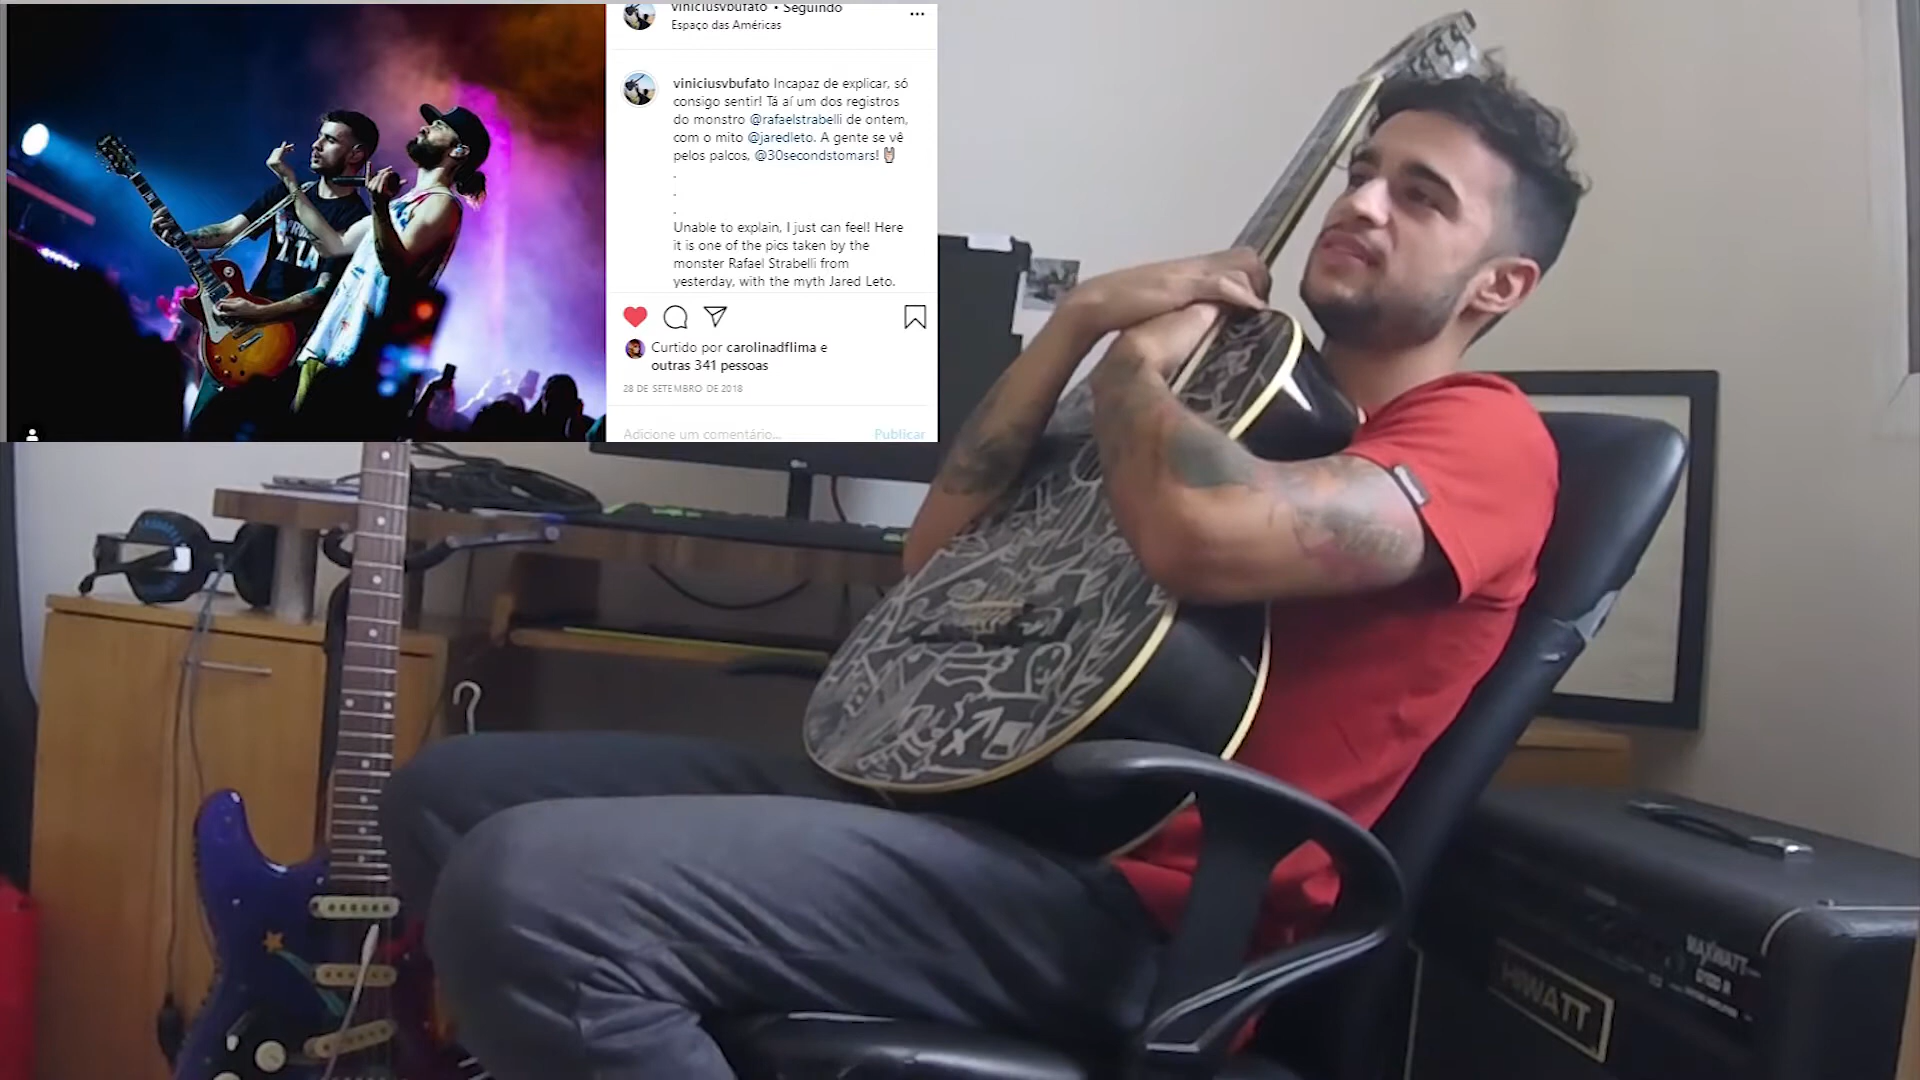 viniciusvbufato • Seguindo
Espaço das Américas
viniciusvbufato Incapaz de explicar, só
consigo sentir! Tá aí um dos registros
do monstro @rafaelstrabelli de ontem,
com o mito @jaredleto. A gente se vê
pelos palcos, @30secondstomars! 🤘
.
.
.
Unable to explain, I just can feel! Here
it is one of the pics taken by the
monster Rafael Strabelli from
yesterday, with the myth Jared Leto.
Curtido por carolinadflima e
outras 341 pessoas
28 DE SETEMBRO DE 2018
Adicione um comentário...
Publicar
MAXWATT
G100 R
HIWATT